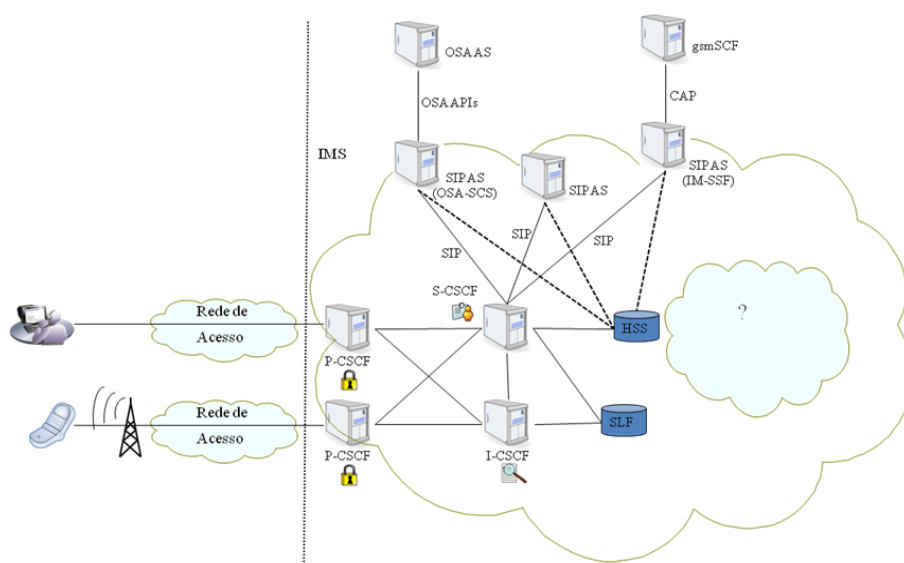 OSAAS
gsmSCF
OSAAPIs
CAP
IMS
SIPAS
(OSA-SCS)
SIPAS
SIPAS
(IM-SSF)
SIP
SIP
SIP
S-CSCF
Rede de
Acesso
P-CSCF
HSS
?
Rede de
Acesso
P-CSCF
I-CSCF
SLF